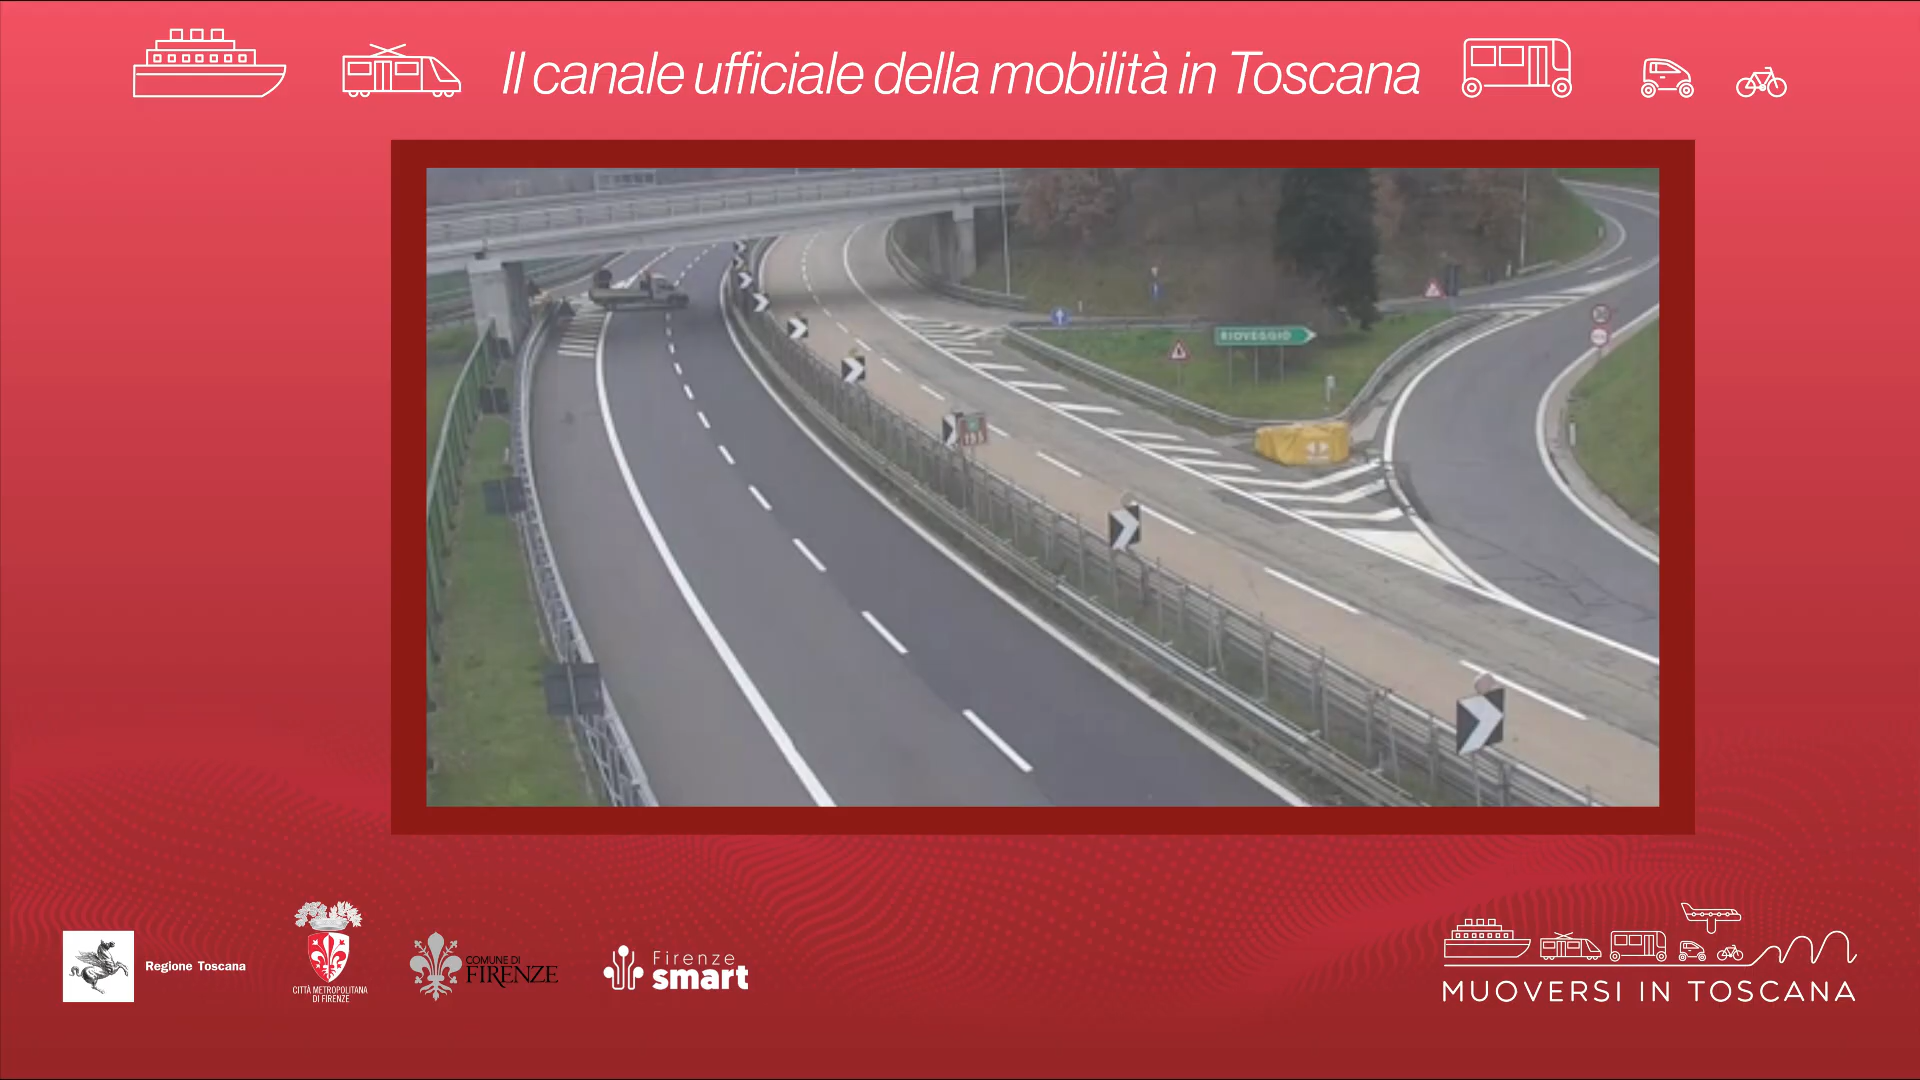 Il canale ufficiale della mobilità in Toscana
RIOVEGGIO
30
Regione Toscana
CITTÀ METROPOLITANA
DI FIRENZE
COMUNE DI
FIRENZE
Firenze
smart
MUOVERSI IN TOSCANA